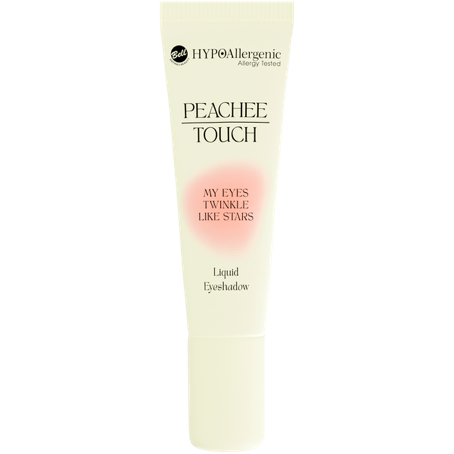 Bell HYPOAllergenic
Allergy Tested
PEACHEE
TOUCH
MY EYES
TWINKLE
LIKE STARS
Liquid
Eyeshadow